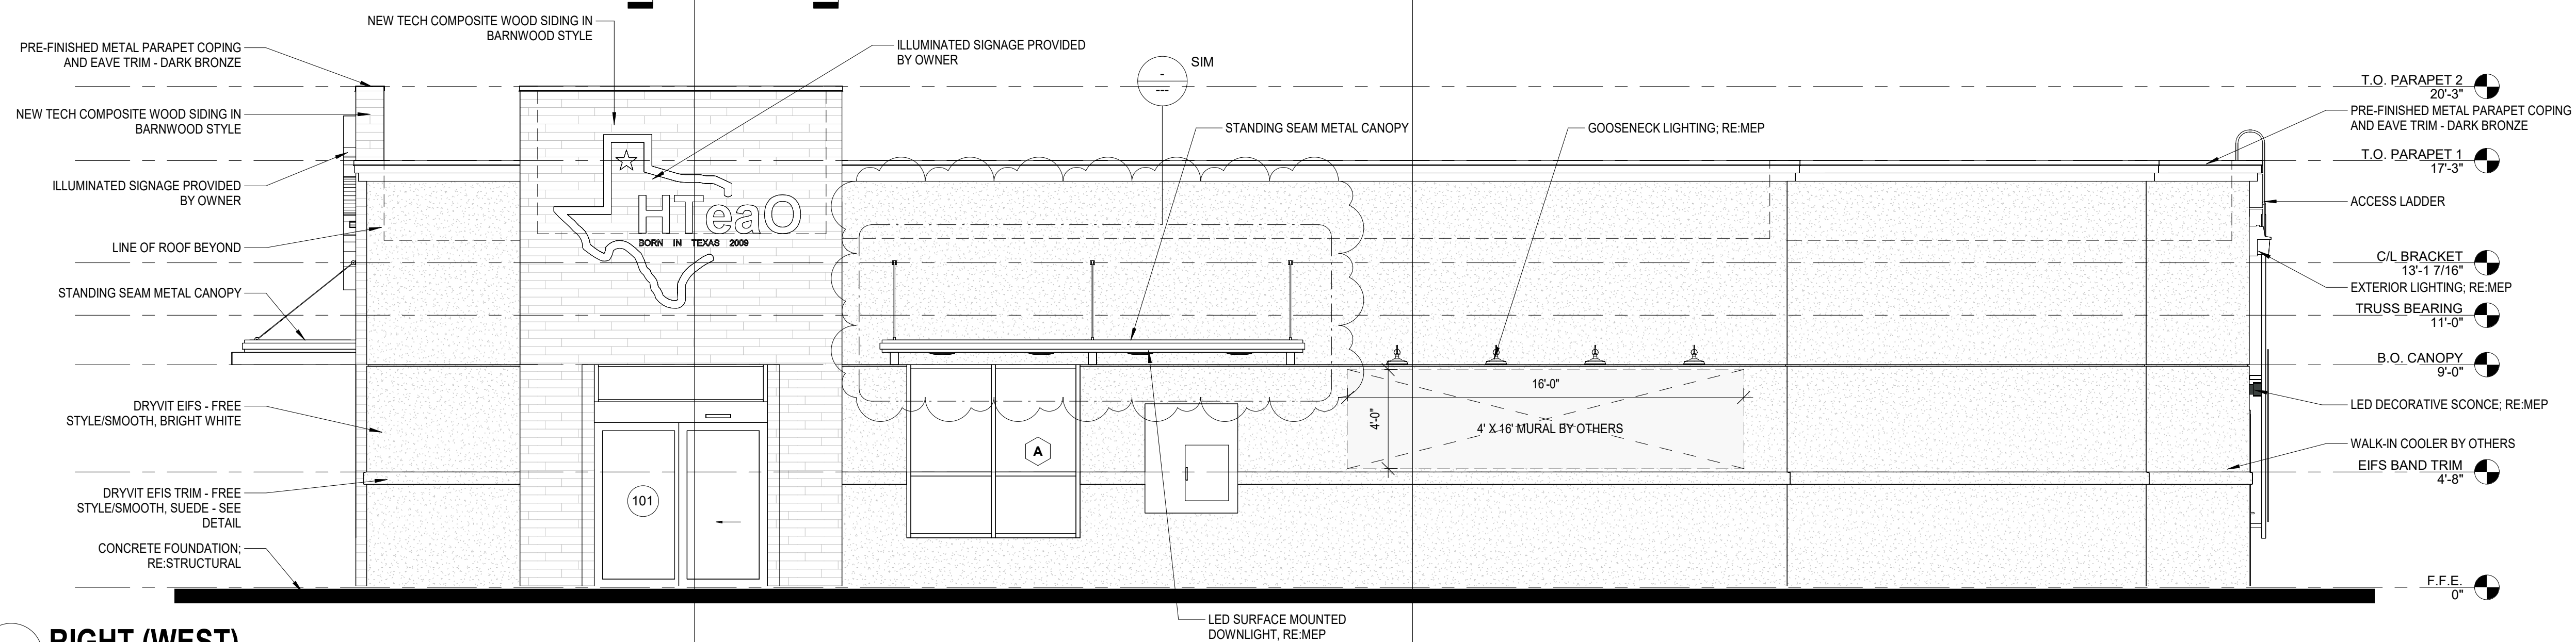 NEW TECH COMPOSITE WOOD SIDING IN
BARNWOOD STYLE
PRE-FINISHED METAL PARAPET COPING
AND EAVE TRIM - DARK BRONZE
NEW TECH COMPOSITE WOOD SIDING IN
BARNWOOD STYLE
ILLUMINATED SIGNAGE PROVIDED
BY OWNER
LINE OF ROOF BEYOND
STANDING SEAM METAL CANOPY
DRYVIT EIFS - FREE
STYLE/SMOOTH, BRIGHT WHITE
DRYVIT EFIS TRIM - FREE
STYLE/SMOOTH, SUEDE - SEE
DETAIL
CONCRETE FOUNDATION;
RE:STRUCTURAL
ILLUMINATED SIGNAGE PROVIDED
BY OWNER
HTeaO
BORN IN TEXAS 2009
101
-
---
SIM
STANDING SEAM METAL CANOPY
GOOSENECK LIGHTING; RE:MEP
A
16'-0"
4'-0"
4' X 16' MURAL BY OTHERS
LED SURFACE MOUNTED
DOWNLIGHT, RE:MEP
T.O. PARAPET 2
20'-3"
PRE-FINISHED METAL PARAPET COPING
AND EAVE TRIM - DARK BRONZE
T.O. PARAPET 1
17'-3"
ACCESS LADDER
C/L BRACKET
13'-1 7/16"
EXTERIOR LIGHTING; RE:MEP
TRUSS BEARING
11'-0"
B.O. CANOPY
9'-0"
LED DECORATIVE SCONCE; RE:MEP
WALK-IN COOLER BY OTHERS
EIFS BAND TRIM
4'-8"
F.F.E.
0"
RIGHT (WEST)